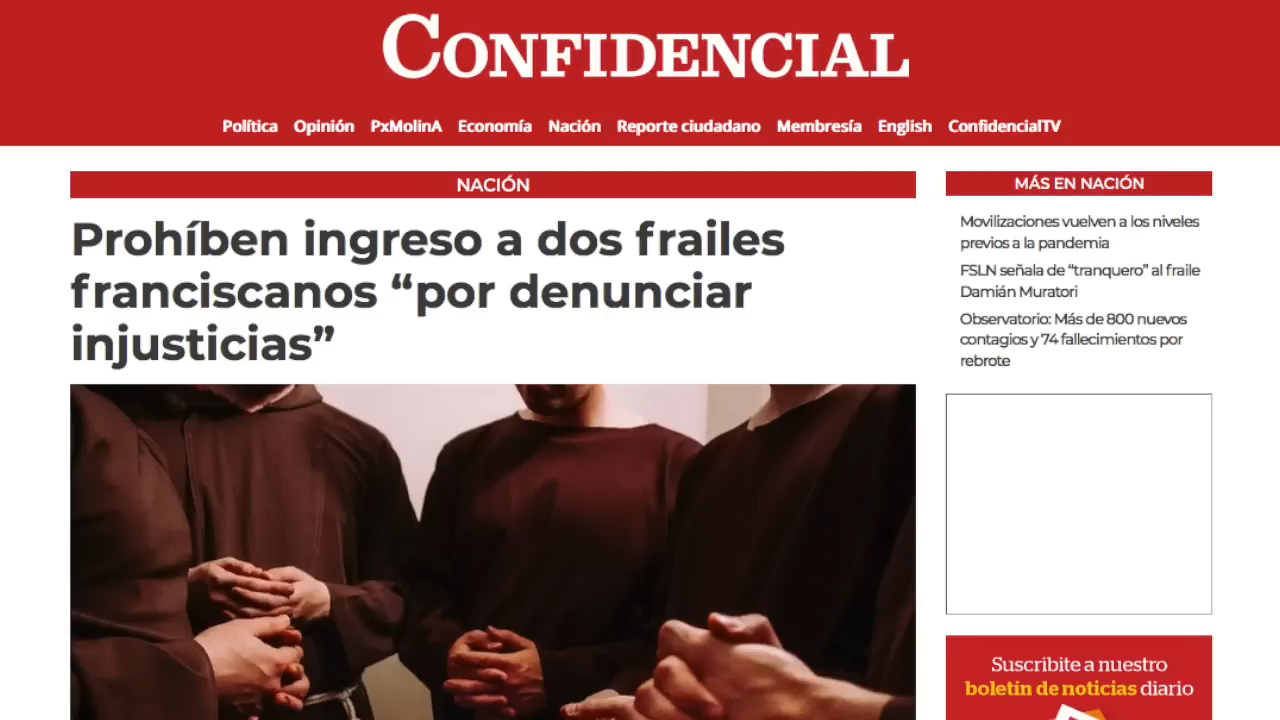 CONFIDENCIAL
Política Opinión PxMolinA Economía Nación Reporte ciudadano Membresía English ConfidencialTV
NACIÓN
Prohíben ingreso a dos frailes
franciscanos “por denunciar
injusticias”
MÁS EN NACIÓN
Movilizaciones vuelven a los niveles
previos a la pandemia
FSLN señala de “tranquero” al fraile
Damián Muratori
Observatorio: Más de 800 nuevos
contagios y 74 fallecimientos por
rebrote
Suscribite a nuestro
boletín de noticias diario